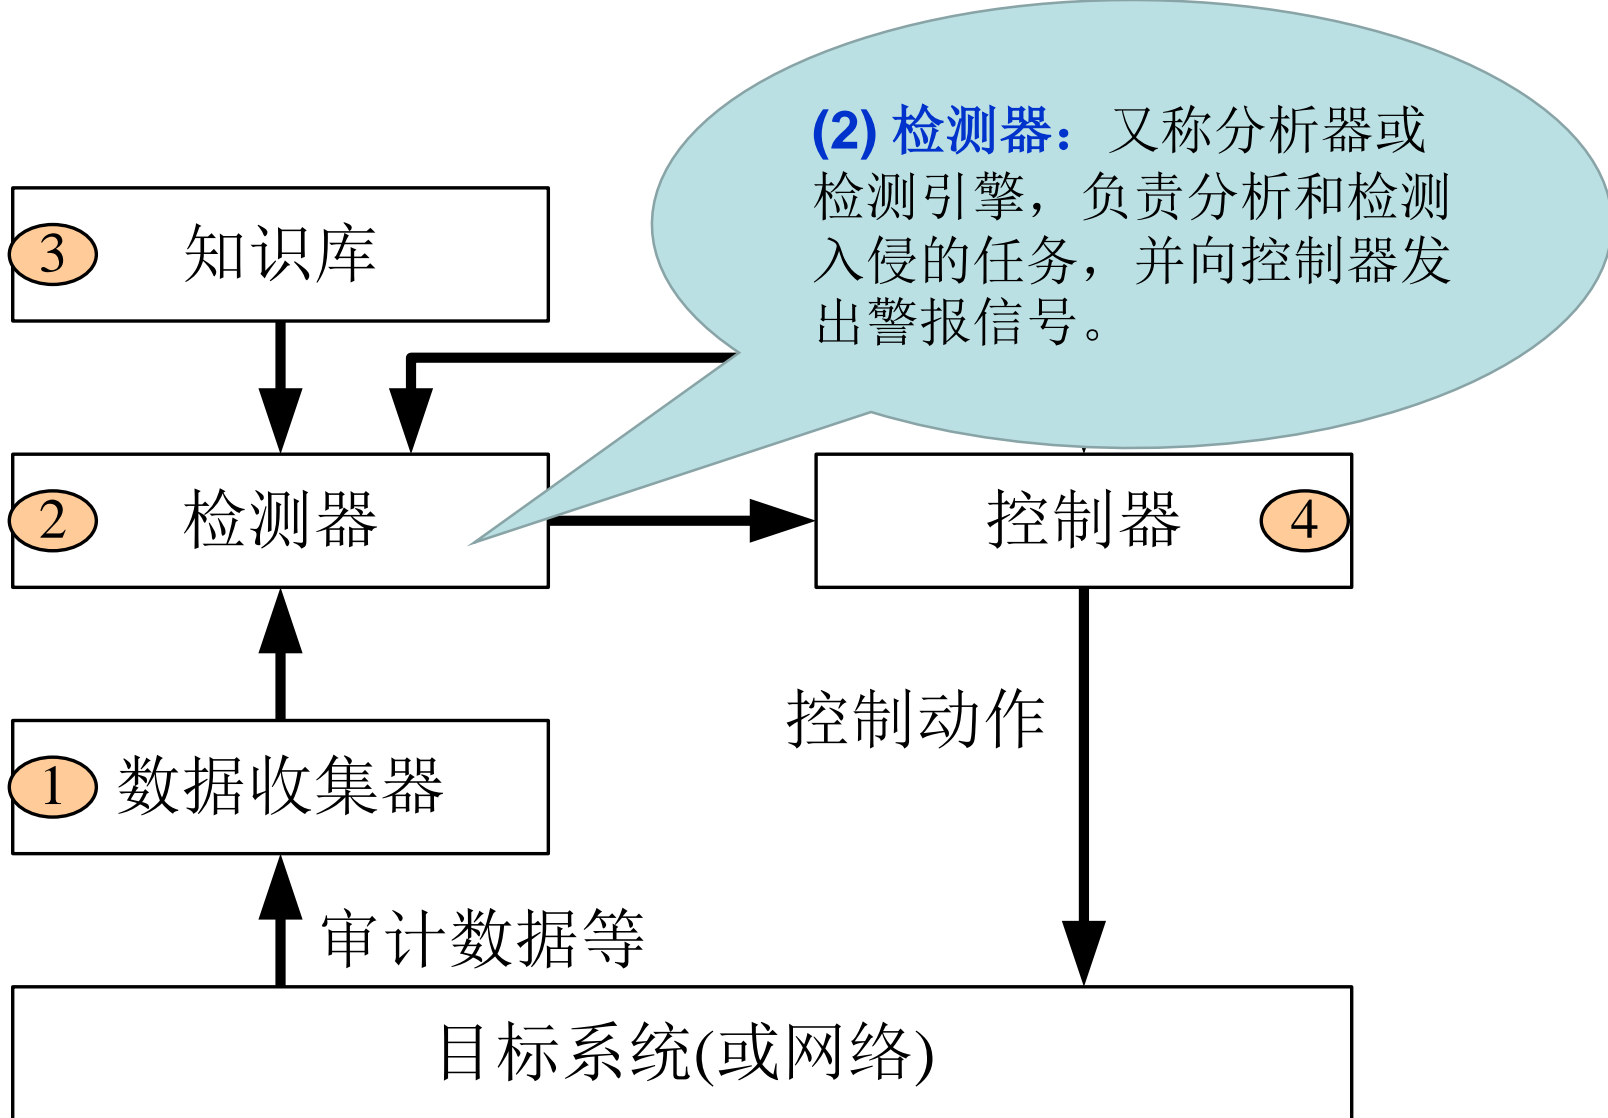 (2) 检测器：又称分析器或
检测引擎，负责分析和检测
入侵的任务，并向控制器发
出警报信号。
3 知识库
2 检测器
控制器 4
控制动作
1 数据收集器
审计数据等
目标系统(或网络)